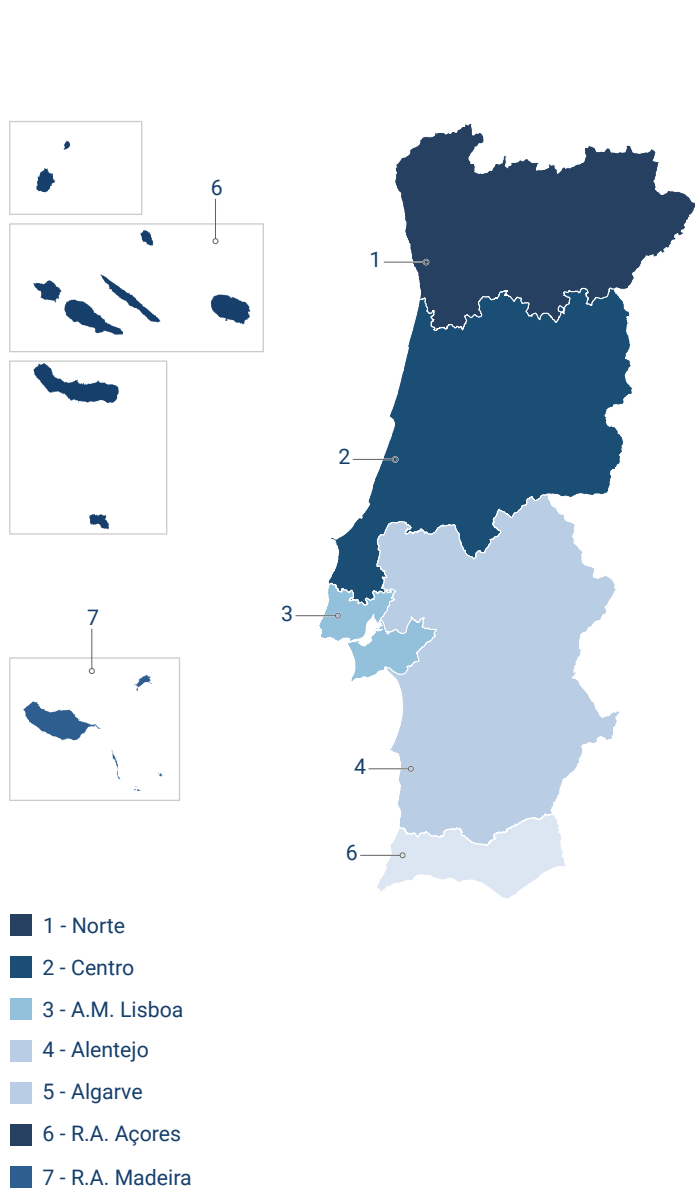 6
1
2
3
7
4
6
1 - Norte
2 - Centro
3 - A.M. Lisboa
4 - Alentejo
5 - Algarve
6 - R.A. Açores
7 - R.A. Madeira